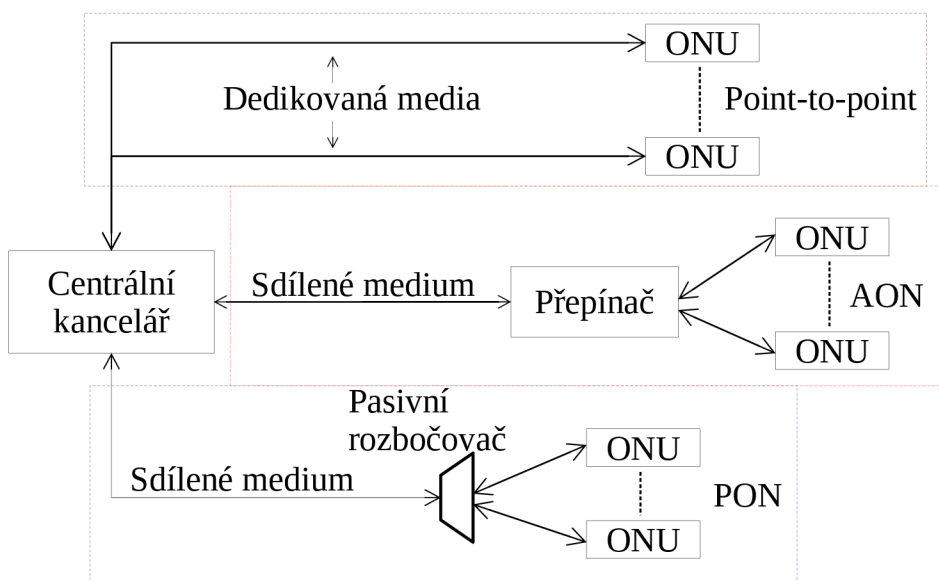 ONU
Dedikovaná media
Point-to-point
ONU
Centrální
kancelář
Sdílené medium
Přepínač
ONU
AON
ONU
Pasivní
rozbočovač
Sdílené medium
ONU
PON
ONU